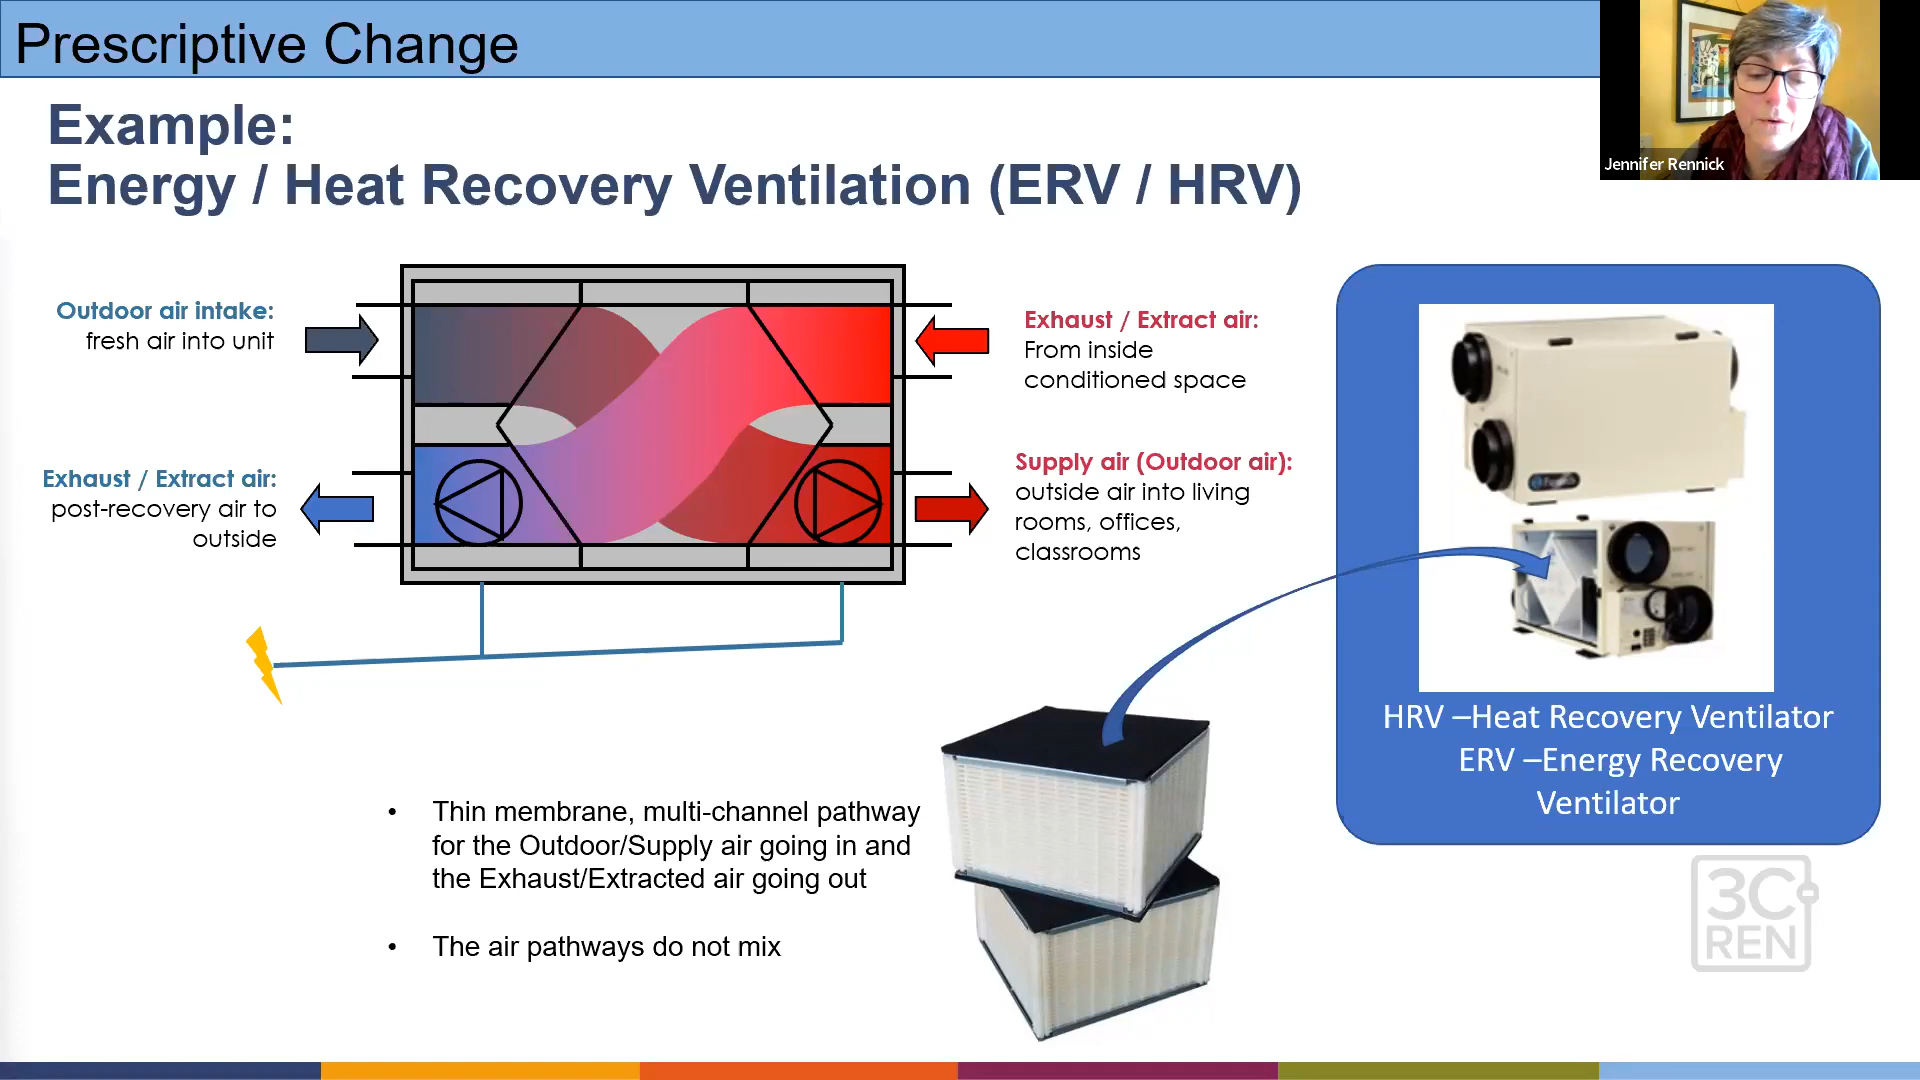 Prescriptive Change
Jennifer Rennick
Example:
Energy / Heat Recovery Ventilation (ERV / HRV)
Outdoor air intake:
fresh air into unit
Exhaust / Extract air:
post-recovery air to
outside
Exhaust / Extract air:
From inside
conditioned space
Supply air (Outdoor air):
outside air into living
rooms, offices,
classrooms
HRV –Heat Recovery Ventilator
ERV –Energy Recovery
Ventilator
• Thin membrane, multi-channel pathway
for the Outdoor/Supply air going in and
the Exhaust/Extracted air going out
• The air pathways do not mix
3C
REN